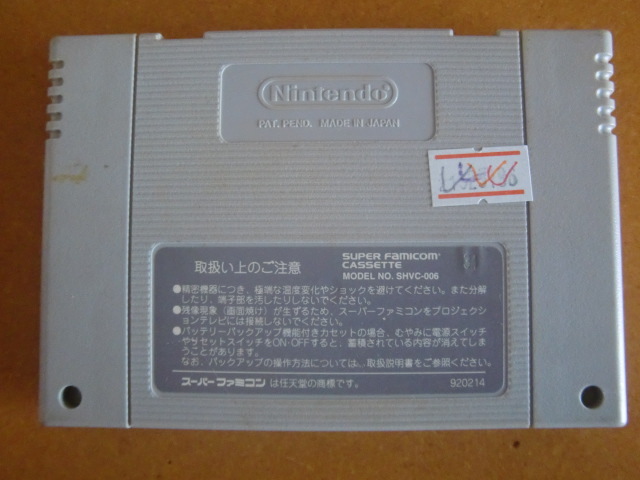 Nintendo
PAT. PEND. MADE IN JAPAN
取扱い上のご注意
SUPER FAMICOM
CASSETTE
MODEL NO. SHVC-006
●精密機器につき、極端な温度変化やショックを避けてください。また分解
したり、端子部を汚したりしないでください。
●残像現象(画面焼け)が生ずるため、スーパーファミコンをプロジェクシ
ョンテレビには接続しないでください。
●バッテリーバックアップ機能付きカセットの場合、むやみに電源スイッチ
やリセットスイッチをON-OFFすると、蓄積されている内容が消えてしま
うことがあります。
なお、バックアップの操作方法については、取扱説明書をご参照ください。
スーパーファミコン は任天堂の商標です。
920214